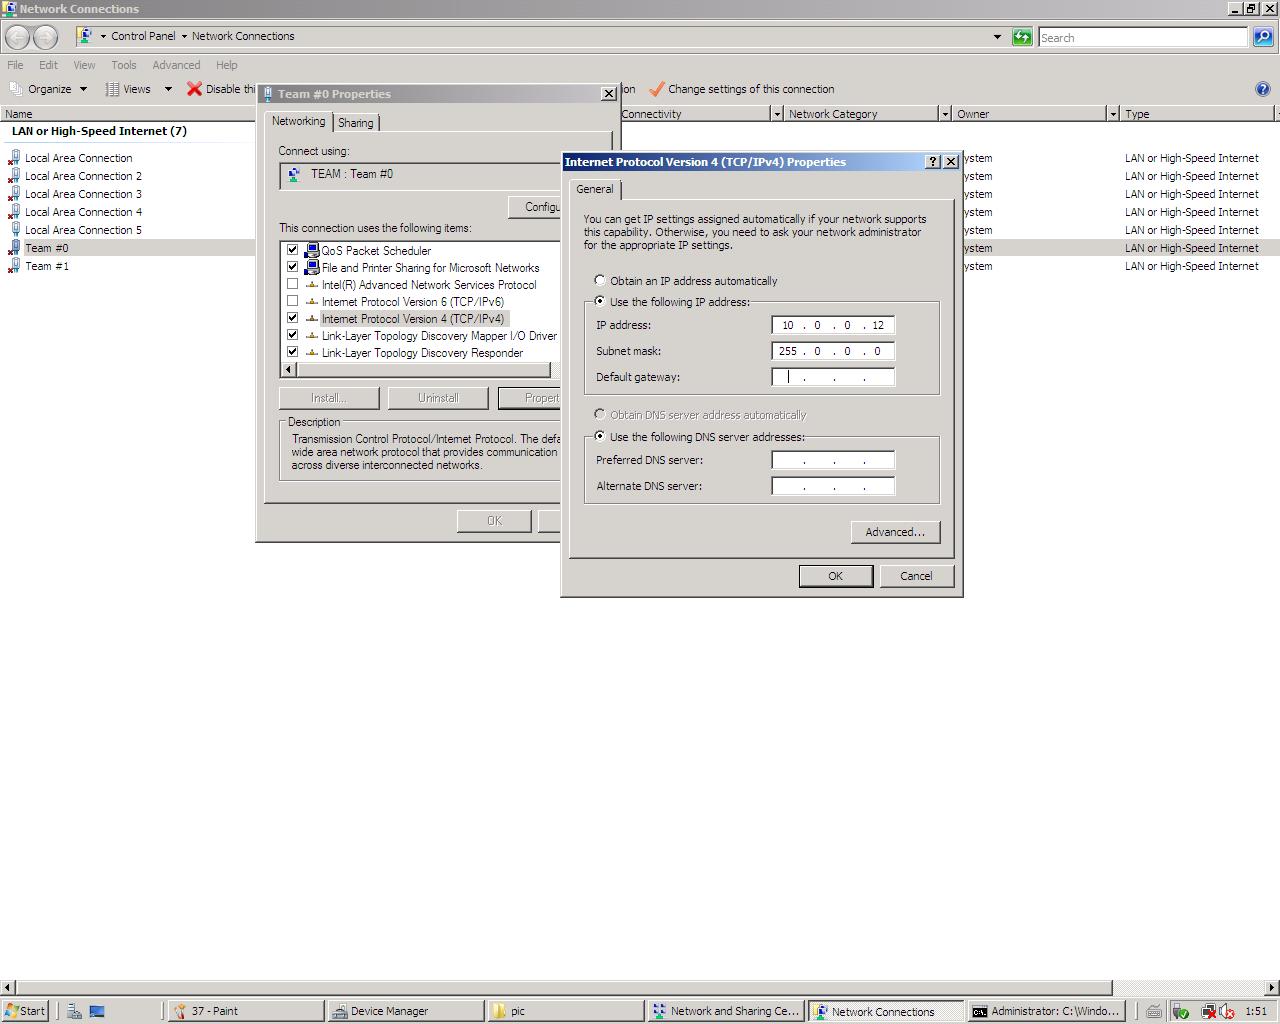 Network Connections
Control Panel Network Connections
Search
File Edit View Tools Advanced Help
Organize Views Disable thi on Change settings of this connection
Name Connectivity Network Category Owner Type
LAN or High-Speed Internet (7)
Local Area Connection ystem LAN or High-Speed Internet
Local Area Connection 2 ystem LAN or High-Speed Internet
Local Area Connection 3 ystem LAN or High-Speed Internet
Local Area Connection 4 ystem LAN or High-Speed Internet
Local Area Connection 5 ystem LAN or High-Speed Internet
Team #0 ystem LAN or High-Speed Internet
Team #1 ystem LAN or High-Speed Internet
Team #0 Properties
Networking Sharing
Connect using:
TEAM : Team #0
Configu
This connection uses the following items:
QoS Packet Scheduler
File and Printer Sharing for Microsoft Networks
Intel(R) Advanced Network Services Protocol
Internet Protocol Version 6 (TCP/IPv6)
Internet Protocol Version 4 (TCP/IPv4)
Link-Layer Topology Discovery Mapper I/O Driver
Link-Layer Topology Discovery Responder
Install... Uninstall Propert
Description
Transmission Control Protocol/Internet Protocol. The defa
wide area network protocol that provides communication
across diverse interconnected networks.
OK
Internet Protocol Version 4 (TCP/IPv4) Properties
General
You can get IP settings assigned automatically if your network supports
this capability. Otherwise, you need to ask your network administrator
for the appropriate IP settings.
Obtain an IP address automatically
Use the following IP address:
IP address: 10 . 0 . 0 . 12
Subnet mask: 255 . 0 . 0 . 0
Default gateway: . . .
Obtain DNS server address automatically
Use the following DNS server addresses:
Preferred DNS server: . . .
Alternate DNS server: . . .
Advanced...
OK Cancel
Start 37 - Paint Device Manager pic Network and Sharing Ce... Network Connections Administrator: C:\Windo... 1:51